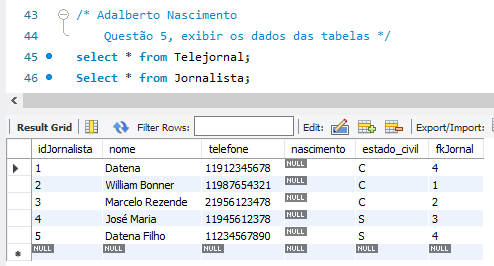 43 /* Adalberto Nascimento
44 Questão 5, exibir os dados das tabelas */
45 select * from Telejornal;
46 Select * from Jornalista;
Result Grid Filter Rows: Edit: Export/Import:
idJornalista nome telefone nascimento estado_civil fkJornal
1 Datena 11912345678 NULL C 4
2 William Bonner 11987654321 NULL C 1
3 Marcelo Rezende 21956123478 NULL C 2
4 José Maria 11945612378 NULL S 3
5 Datena Filho 11234567890 NULL S 4
NULL NULL NULL NULL NULL NULL